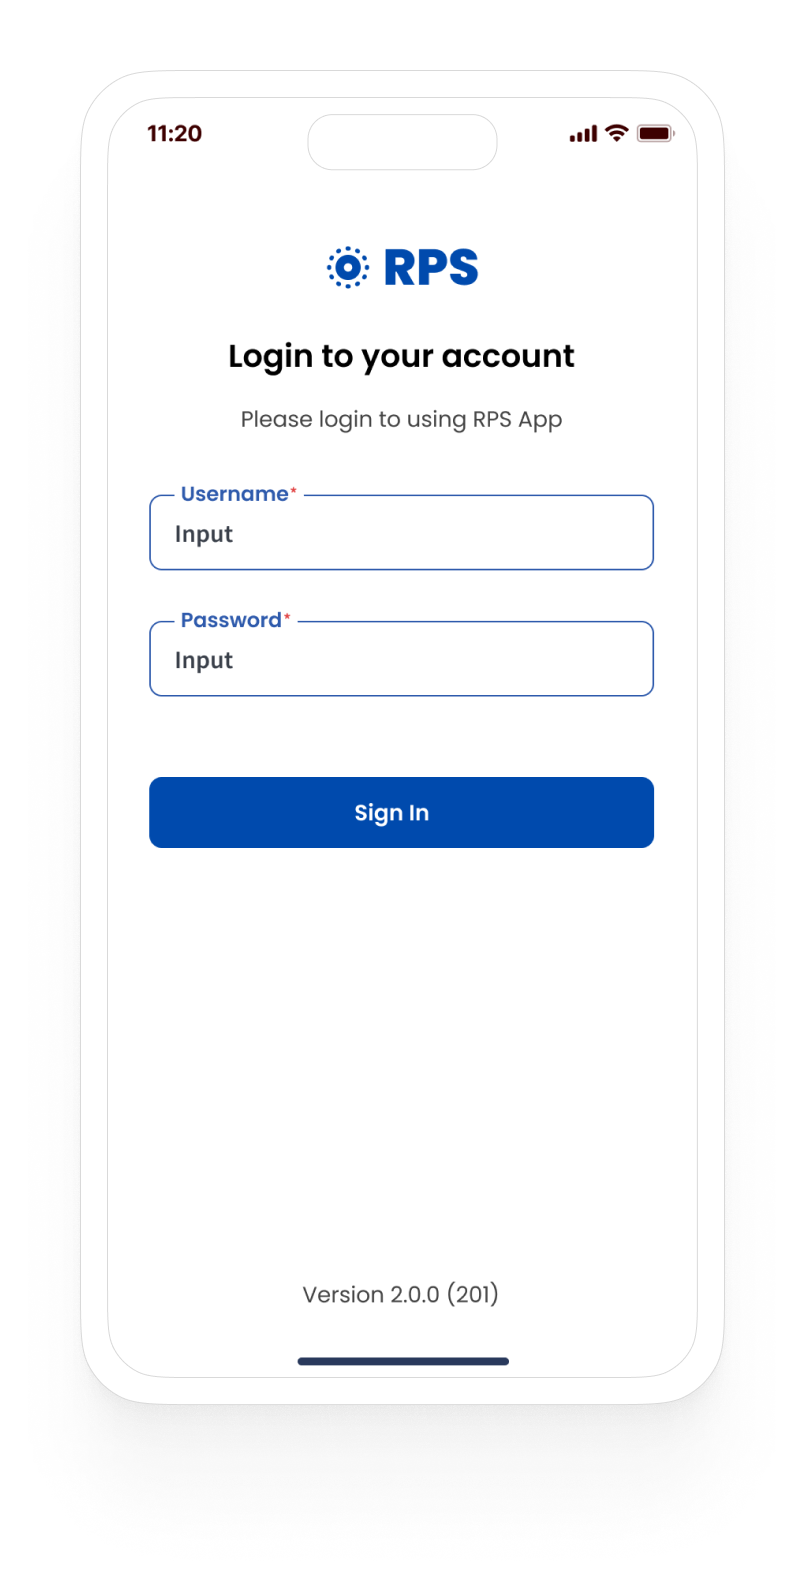 11:20
RPS
Login to your account
Please login to using RPS App
Username*
Input
Password*
Input
Sign In
Version 2.0.0 (201)